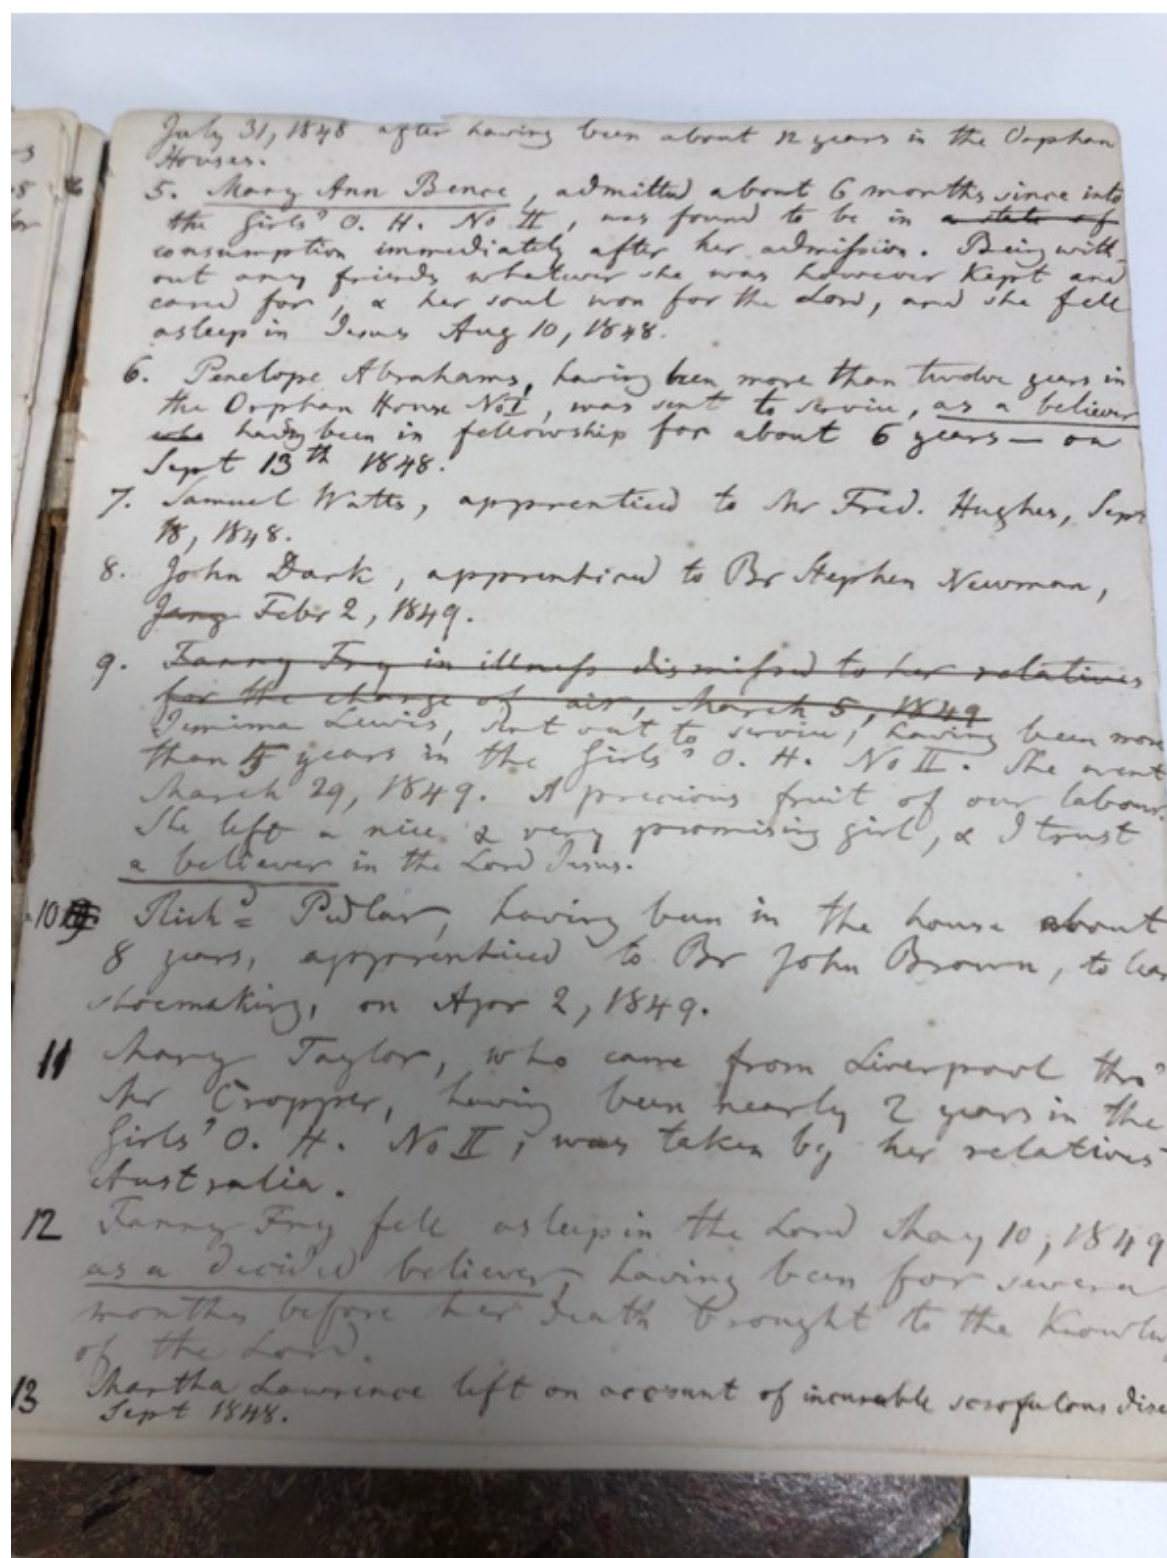 July 31, 1848 after having been about 12 years in the Orphan
Houses.
5. Mary Ann Bence, admitted about 6 months since into
the Girls' O. H. No II, was found to be in a state of
consumption immediately after her admission. Being with-
out any friends whatever she was however Kept and
cared for, & her soul won for the Lord, and she fell
asleep in Jesus Aug 10, 1848.
6. Penelope Abrahams, having been more than twelve years in
the Orphan House No I, was sent to service, as a believer
who having been in fellowship for about 6 years — on
Sept 13th 1848.
7. Samuel Watts, apprenticed to Mr Fred. Hughes, Sept
18, 1848.
8. John Dark, apprenticed to Br Stephen Newman,
Jany Febr 2, 1849.
9. Fanny Fry in illness dismissed to her relatives
for the change of air, March 5, 1849
Jemima Lewis, sent out to service, having been more
than 5 years in the Girls' O. H. No II. She went
March 29, 1849. A precious fruit of our labour.
She left a nice & very promising girl, & I trust
a believer in the Lord Jesus.
10 Richd Pidlar, having been in the house about
8 years, apprenticed to Br John Brown, to lear
shoemaking, on Apr 2, 1849.
11 Mary Taylor, who came from Liverpool thro'
Mr Cropper, having been nearly 2 years in the
Girls' O. H. No II, was taken by her relatives
Australia.
12 Fanny Fry fell asleep in the Lord May 10, 1849
as a decided believer, having been for severa
months before her death brought to the Knowle
of the Lord.
13 Martha Lawrence left on account of incurable scrofulous dise
Sept 1848.